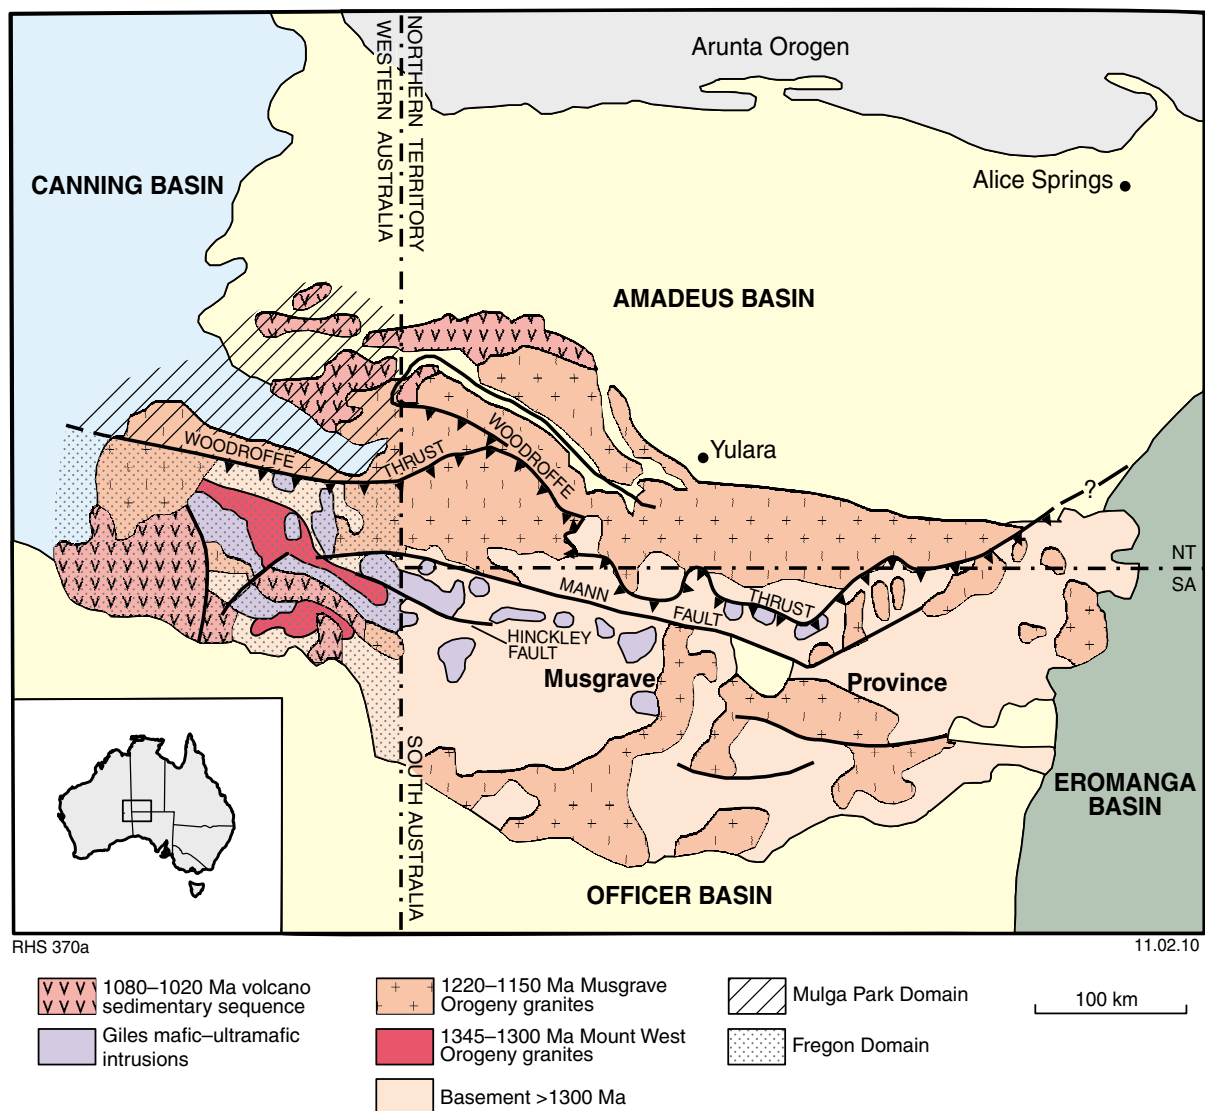 Arunta Orogen
NORTHERN TERRITORY
WESTERN AUSTRALIA
CANNING BASIN
Alice Springs
AMADEUS BASIN
WOODROFFE
THRUST
WOODROFFE
Yulara
?
NT
SA
MANN
FAULT
THRUST
HINCKLEY
FAULT
Musgrave
Province
SOUTH AUSTRALIA
EROMANGA
BASIN
OFFICER BASIN
RHS 370a
11.02.10
1080–1020 Ma volcano
sedimentary sequence
Giles mafic–ultramafic
intrusions
1220–1150 Ma Musgrave
Orogeny granites
1345–1300 Ma Mount West
Orogeny granites
Basement >1300 Ma
Mulga Park Domain
Fregon Domain
100 km